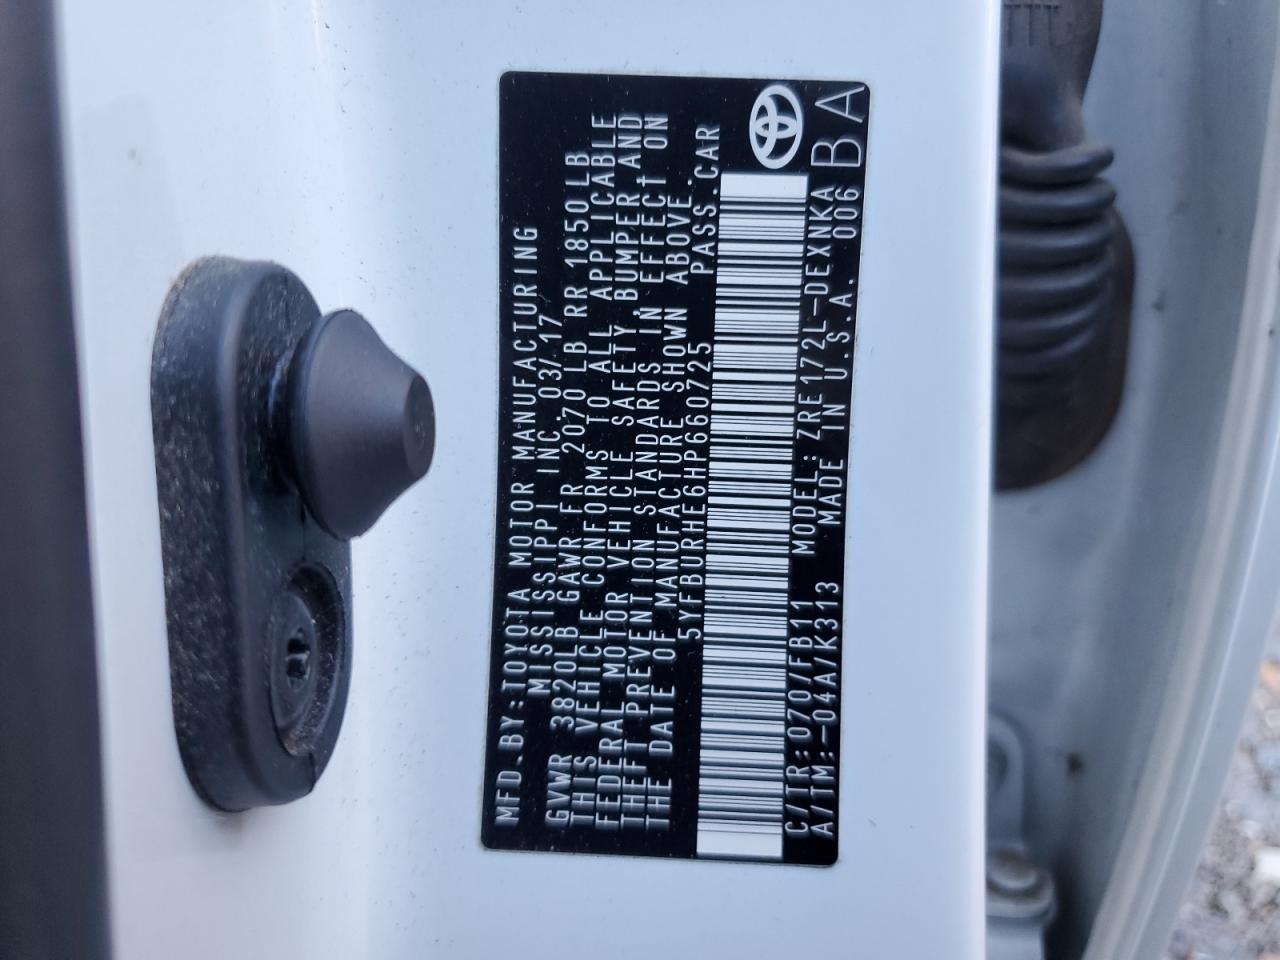 MFD.BY:TOYOTA MOTOR MANUFACTURING
MISSISSIPPI INC 03/17
GVWR 3820LB GAWR FR 2070 LB RR 1850LB
THIS VEHICLE CONFORMS TO ALL APPLICABLE
FEDERAL MOTOR VEHICLE SAFETY,BUMPER AND
THEFT PREVENTION STANDARDS IN EFFECT ON
THE DATE OF MANUFACTURE SHOWN ABOVE.
5YFBURHE6HP660725 PASS.CAR
C/TR:070/FB11 MODEL:ZRE172L-DEXNKA
A/TM:-04A/K313 MADE IN U.S.A. 006 BA